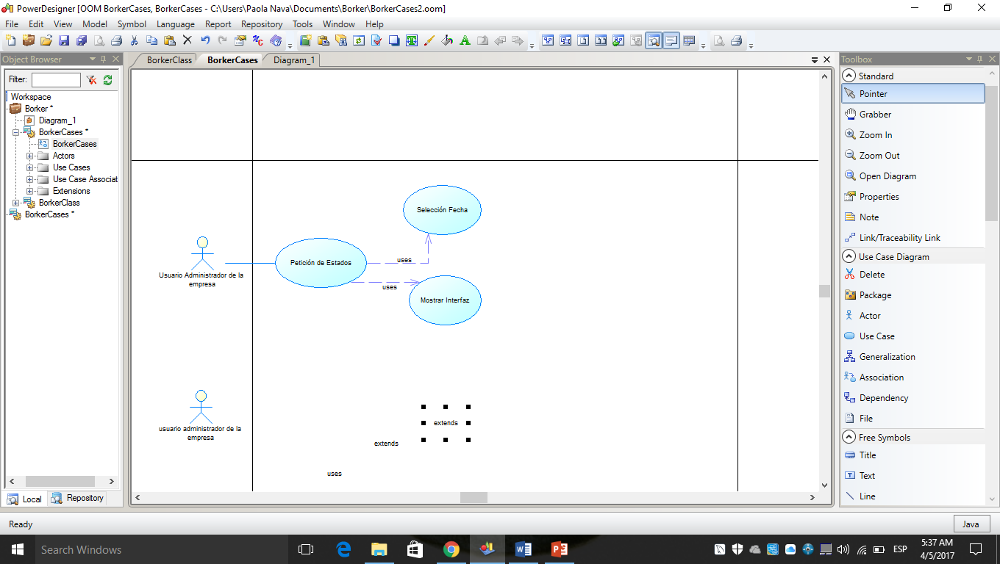 PowerDesigner [OOM BorkerCases, BorkerCases - C:\Users\Paola Nava\Documents\Borker\BorkerCases2.oom]
File Edit View Model Symbol Language Report Repository Tools Window Help
Object Browser
Filter:
Workspace
Borker *
Diagram_1
BorkerCases *
BorkerCases
Actors
Use Cases
Use Case Associat
Extensions
BorkerClass
BorkerCases *
Local Repository
BorkerClass BorkerCases Diagram_1
Selección Fecha
Petición de Estados
uses
Usuario Administrador de la
empresa
uses
Mostrar Interfaz
usuario administrador de la
empresa
extends
extends
uses
Toolbox
Standard
Pointer
Grabber
Zoom In
Zoom Out
Open Diagram
Properties
Note
Link/Traceability Link
Use Case Diagram
Delete
Package
Actor
Use Case
Generalization
Association
Dependency
File
Free Symbols
Title
Text
Line
Ready
Java
Search Windows
ESP
5:37 AM
4/5/2017